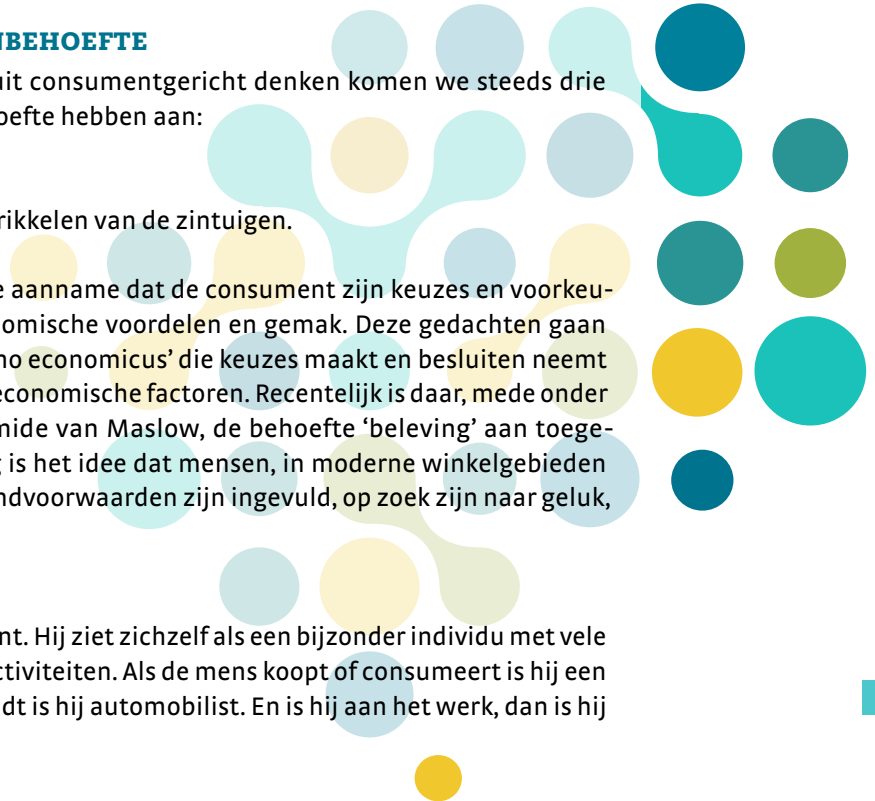 NBEHOEFTE
uit consumentgericht denken komen we steeds drie
oefte hebben aan:
rikkelen van de zintuigen.
e aanname dat de consument zijn keuzes en voorkeu-
nomische voordelen en gemak. Deze gedachten gaan
no economicus’ die keuzes maakt en besluiten neemt
economische factoren. Recentelijk is daar, mede onder
mide van Maslow, de behoefte ‘beleving’ aan toege-
g is het idee dat mensen, in moderne winkelgebieden
ndvoorwaarden zijn ingevuld, op zoek zijn naar geluk,
nt. Hij ziet zichzelf als een bijzonder individu met vele
ctiviteiten. Als de mens koopt of consumeert is hij een
dt is hij automobilist. En is hij aan het werk, dan is hij